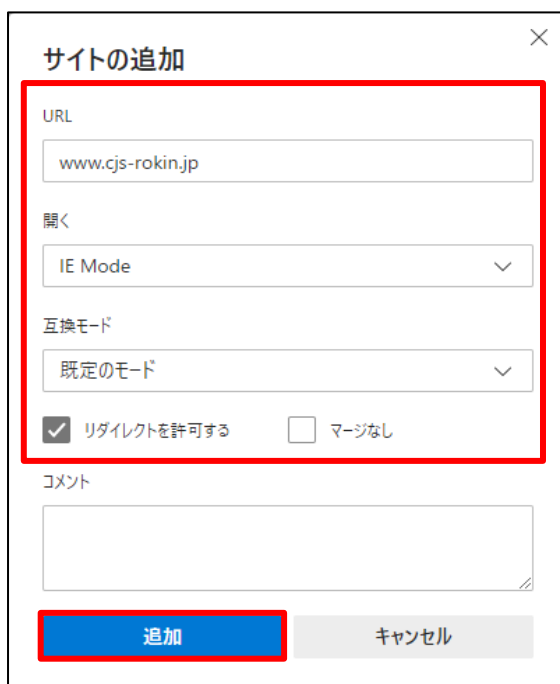 サイトの追加
URL
www.cjs-rokin.jp
開く
IE Mode
互換モード
既定のモード
リダイレクトを許可する マージなし
コメント
追加 キャンセル